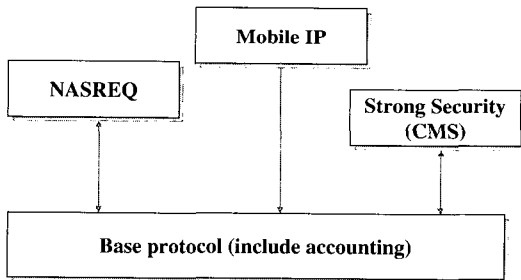 Mobile IP
NASREQ
Strong Security
(CMS)
Base protocol (include accounting)